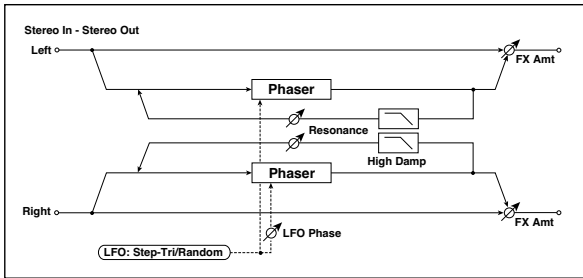 Stereo In - Stereo Out
Left
FX Amt
Phaser
Resonance
High Damp
Phaser
Right
FX Amt
LFO Phase
LFO: Step-Tri/Random